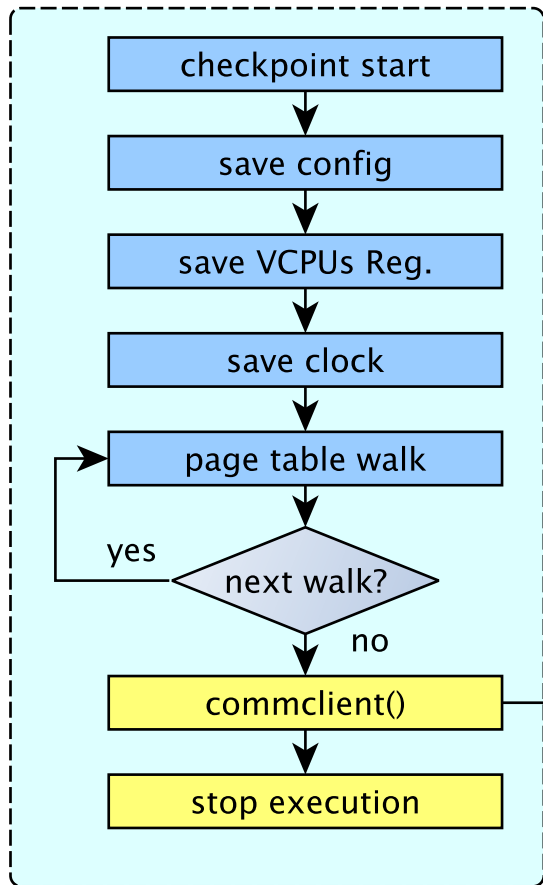 checkpoint start
save config
save VCPUs Reg.
save clock
page table walk
yes
next walk?
no
commclient()
stop execution